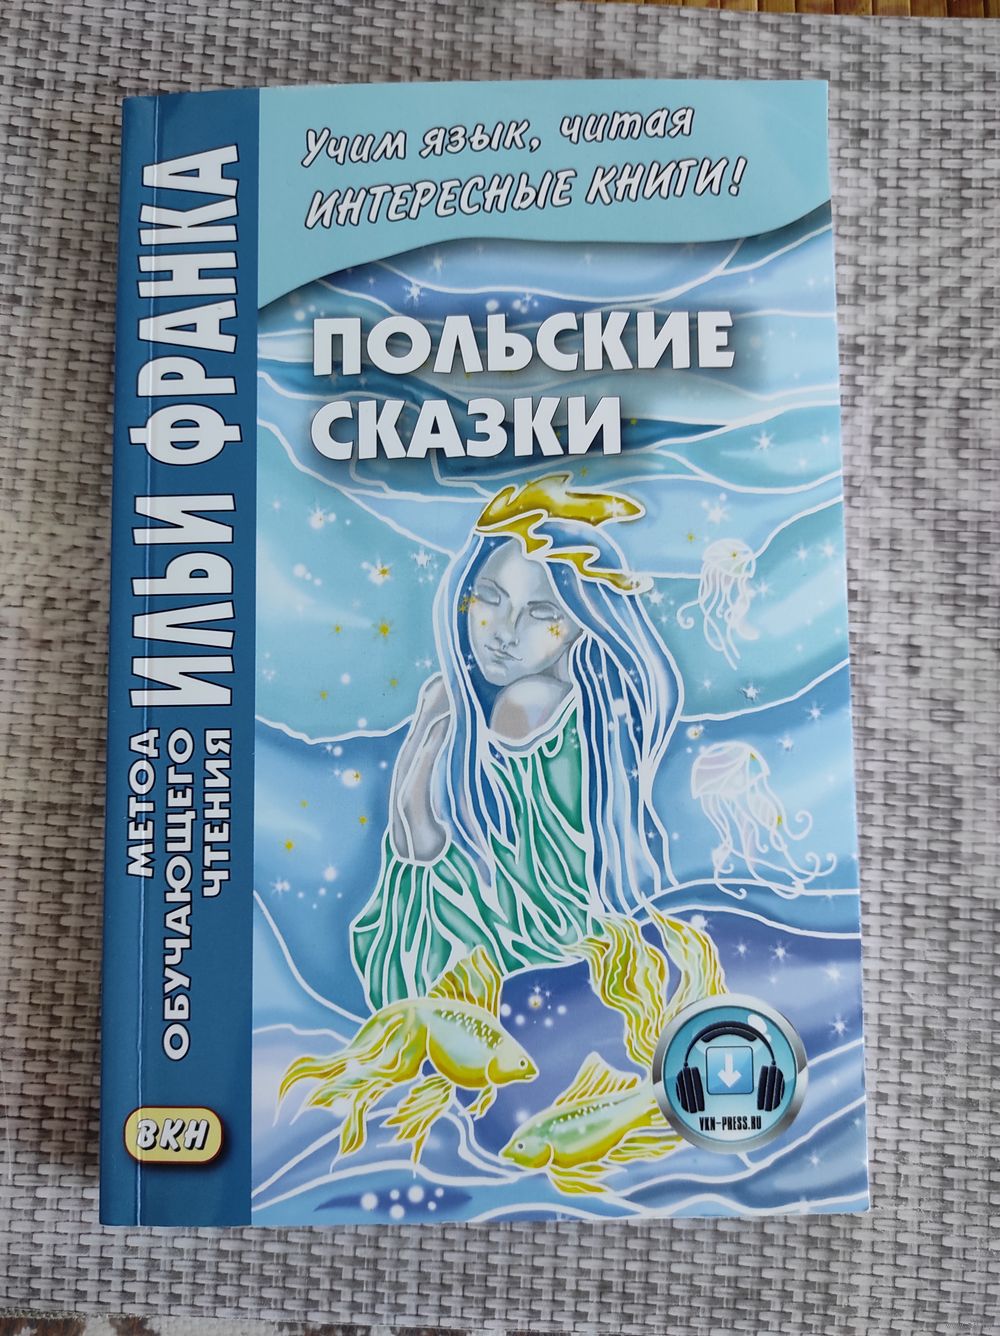 Учим язык, читая
ИНТЕРЕСНЫЕ КНИГИ!
ПОЛЬСКИЕ
СКАЗКИ
МЕТОД
ОБУЧАЮЩЕГО
ЧТЕНИЯ
ИЛЬИ ФРАНКА
ВКН
VKN-PRESS.RU